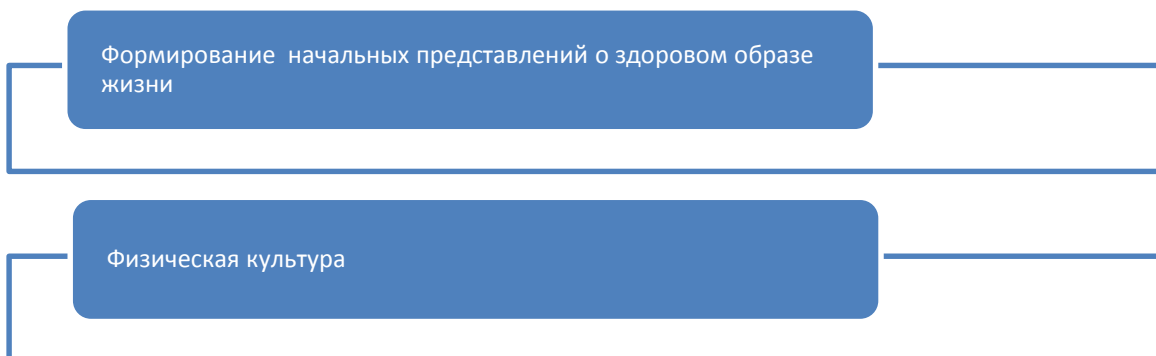 Формирование  начальных представлений о здоровом образе
жизни
Физическая культура